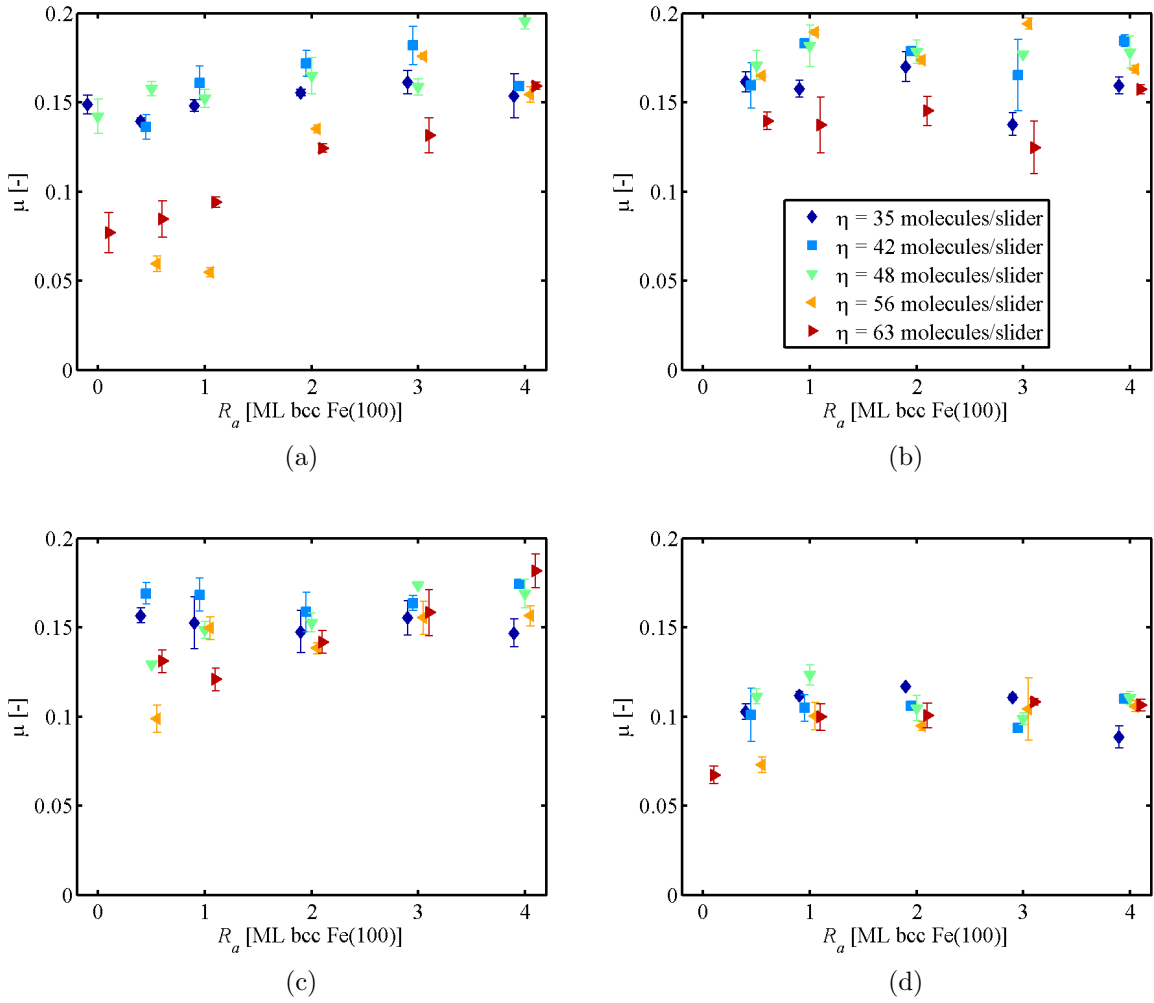 0.2
0.15
0.1
0.05
0
μ [-]
0 1 2 3 4
R_a [ML bcc Fe(100)]
(a)
0.2
0.15
0.1
0.05
0
μ [-]
η = 35 molecules/slider
η = 42 molecules/slider
η = 48 molecules/slider
η = 56 molecules/slider
η = 63 molecules/slider
0 1 2 3 4
R_a [ML bcc Fe(100)]
(b)
0.2
0.15
0.1
0.05
0
μ [-]
0 1 2 3 4
R_a [ML bcc Fe(100)]
(c)
0.2
0.15
0.1
0.05
0
μ [-]
0 1 2 3 4
R_a [ML bcc Fe(100)]
(d)